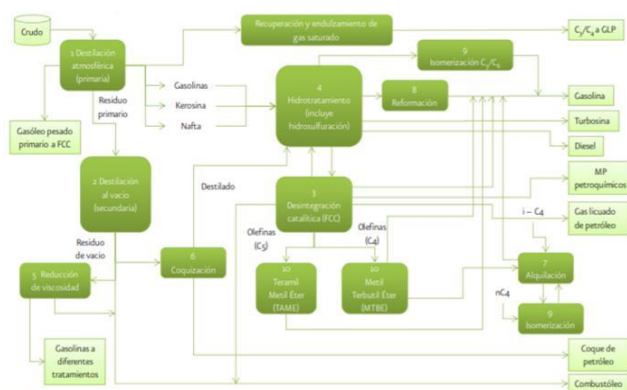 Crudo
1 Destilación
atmosférica
(primaria)
Recuperación y endulzamiento de
gas saturado
C3/C4 a GLP
9
Isomerización C5/C6
4
Hidrotratamiento
(incluye
hidrosulfuración)
8
Reformación
Gasolinas
Kerosina
Nafta
Gasolina
Turbosina
Diesel
Residuo
primario
Gasóleo pesado
primario a FCC
2 Destilación
al vacio
(secundaria)
Destilado
3
Desintegración
catalítica (FCC)
MP
petroquímicos
Gas licuado
de petróleo
i – C4
Olefinas
(C5)
Olefinas
(C4)
Residuo
de vacio
5 Reducción
de viscosidad
6
Coquización
10
Teramil
Metil Éter
(TAME)
10
Metil
Terbutil Éter
(MTBE)
7
Alquilación
nC4
9
Isomerización
Gasolinas a
diferentes
tratamientos
Coque de
petróleo
Combustóleo